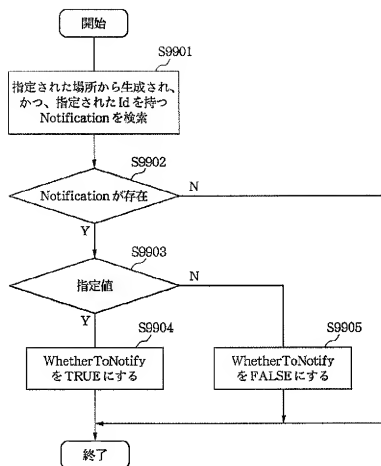 開始
S9901
指定された場所から生成され、
かつ、指定されたIdを持つ
Notificationを検索
S9902
Notificationが存在
N
Y
S9903
指定値
N
Y
S9904
WhetherToNotify
をTRUEにする
S9905
WhetherToNotify
をFALSEにする
終了